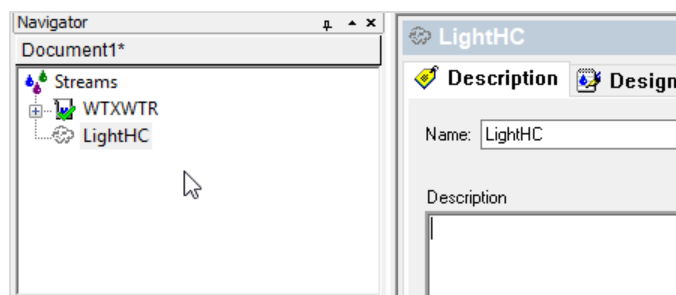 Navigator
Document1*
Streams
WTXWTR
LightHC
LightHC
Description
Design
Name: LightHC
Description